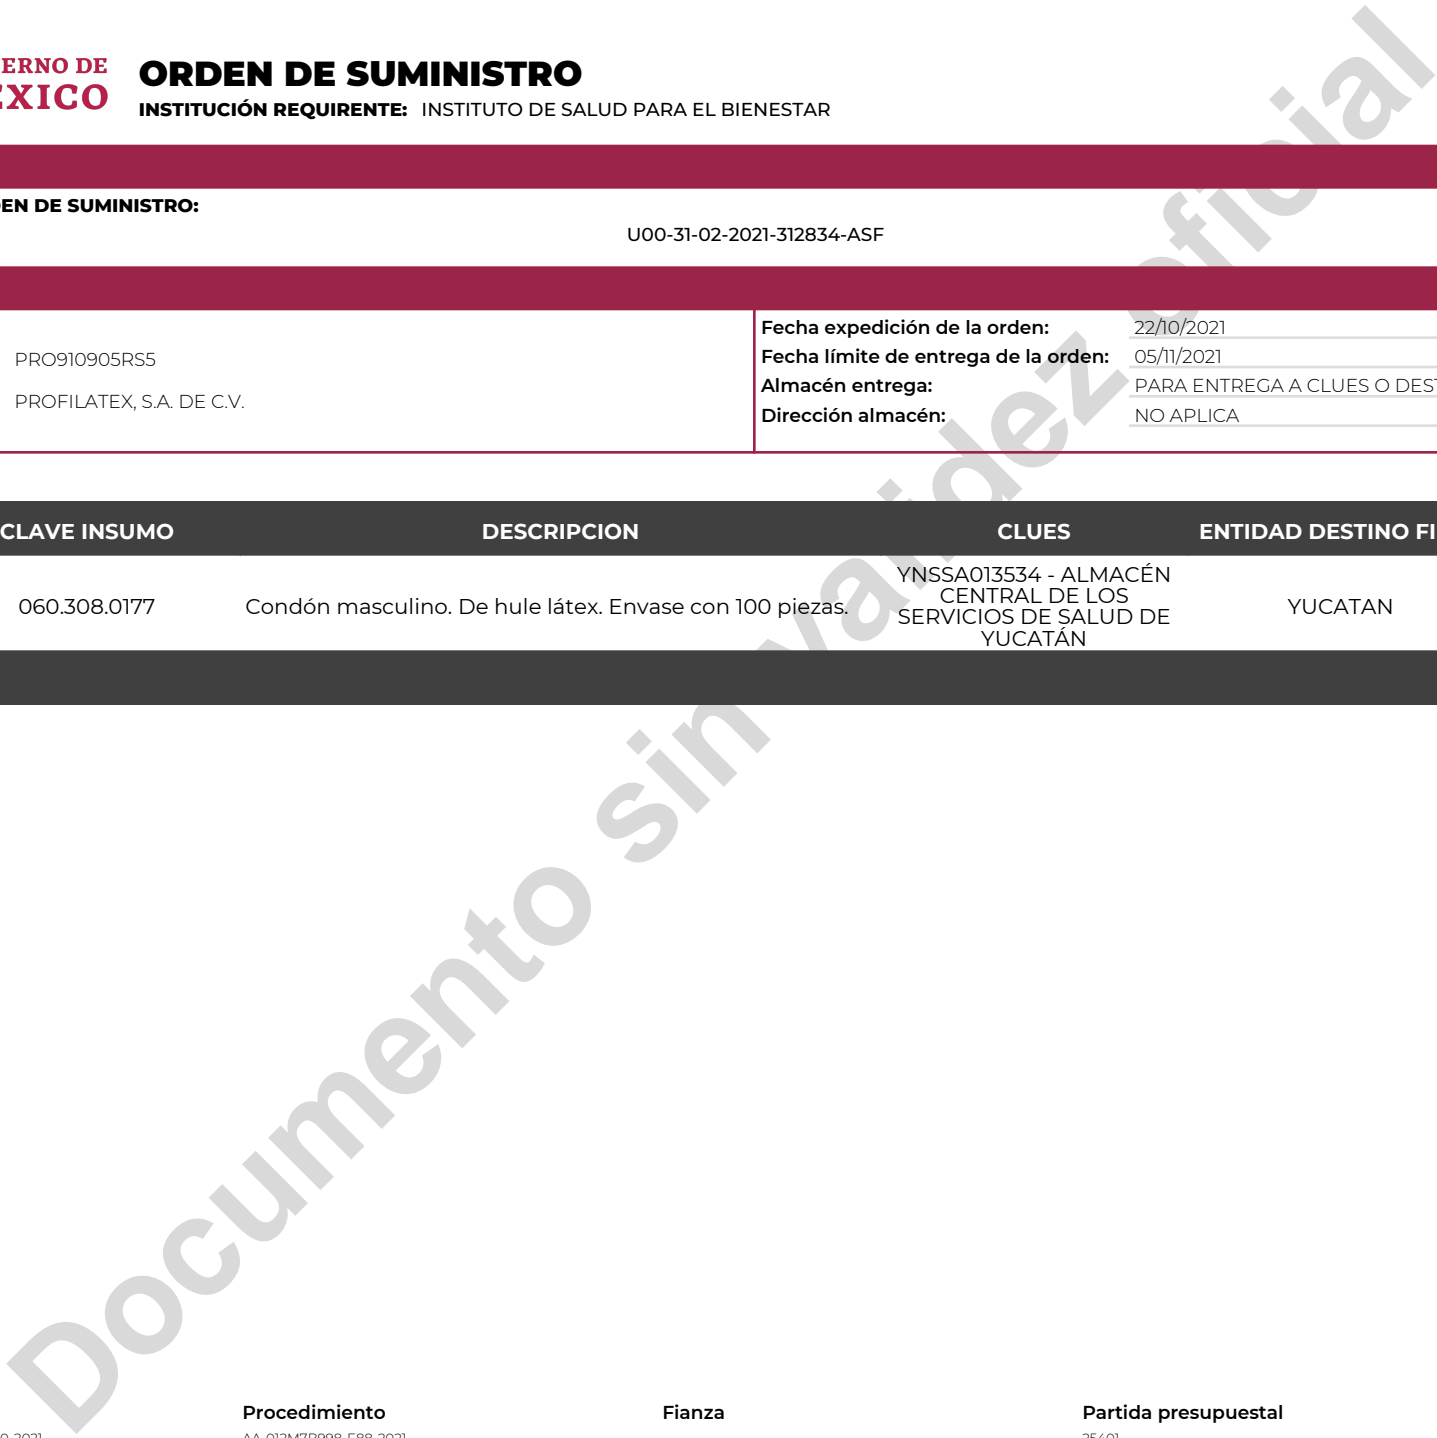 ERNO DE
ORDEN DE SUMINISTRO
INSTITUCIÓN REQUIRENTE: INSTITUTO DE SALUD PARA EL BIENESTAR
EN DE SUMINISTRO:
U00-31-02-2021-312834-ASF
PRO910905RS5
PROFILATEX, S.A. DE C.V.
Fecha expedición de la orden: 22/10/2021
Fecha límite de entrega de la orden: 05/11/2021
Almacén entrega: PARA ENTREGA A CLUES O DEST
Dirección almacén: NO APLICA
CLAVE INSUMO DESCRIPCION CLUES ENTIDAD DESTINO FI
060.308.0177 Condón masculino. De hule látex. Envase con 100 piezas.
YNSSA013534 - ALMACÉN
CENTRAL DE LOS
SERVICIOS DE SALUD DE
YUCATÁN
YUCATAN
Documento sin validez oficial
Procedimiento Fianza Partida presupuestal